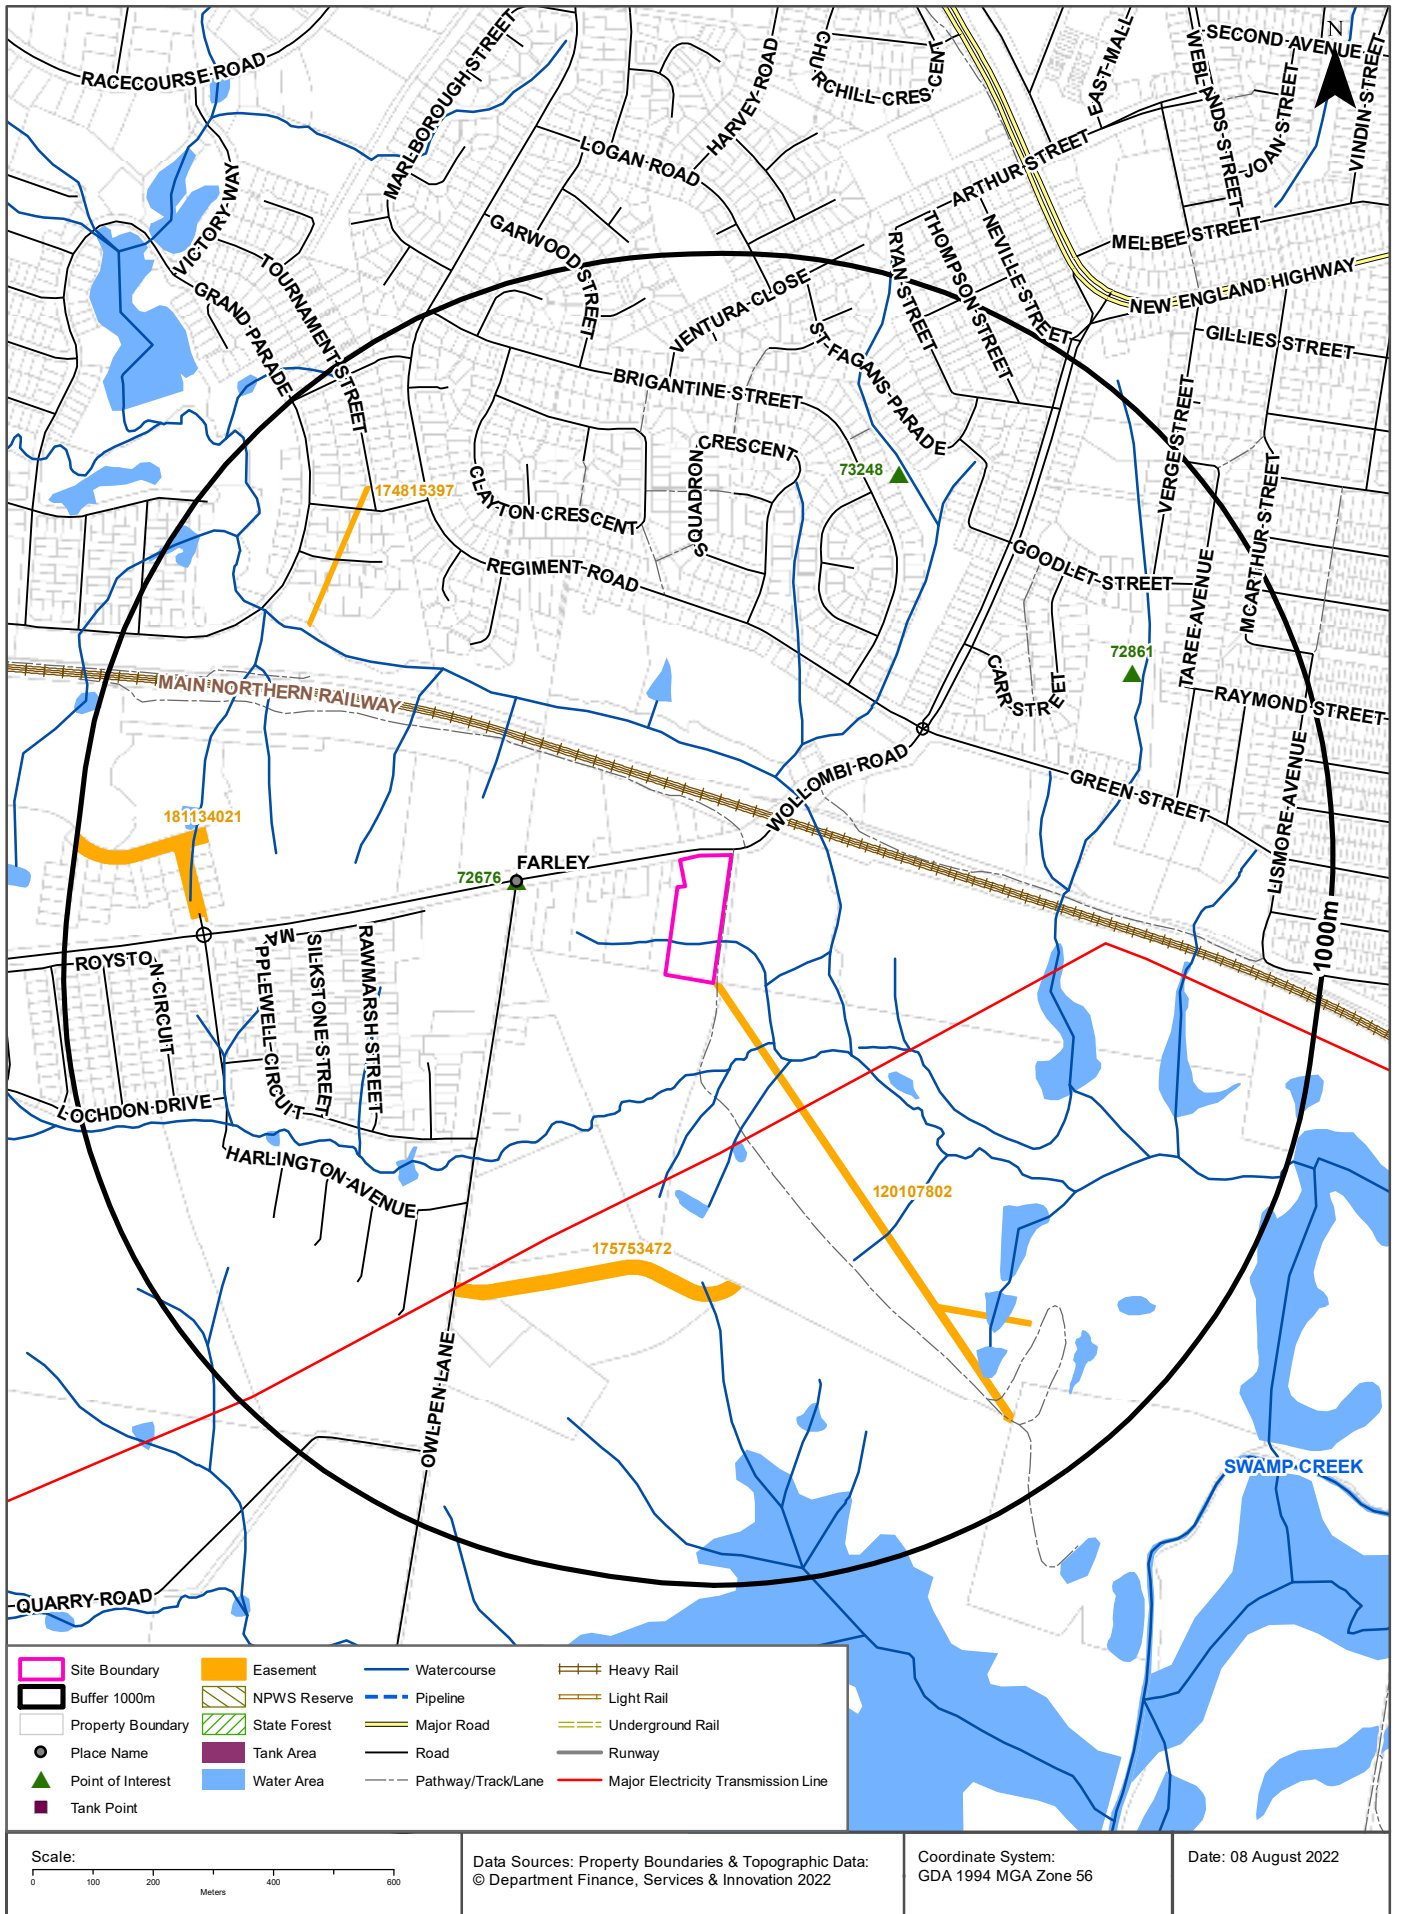 RACECOURSE ROAD
MARLBOROUGH STREET
HARVEY ROAD
CHURCHILL CRESCENT
EAST MALL
WEBLANDS STREET
SECOND AVENUE
N
JOAN STREET
VINDIN STREET
LOGAN ROAD
ARTHUR STREET
VICTORY WAY
GARWOOD STREET
TOURNAMENT STREET
GRAND PARADE
RYAN STREET
THOMPSON STREET
NEVILLE STREET
MELBEE STREET
NEW ENGLAND HIGHWAY
GILLIES STREET
VENTURA CLOSE
ST FAGANS PARADE
BRIGANTINE STREET
VERGE STREET
SQUADRON CRESCENT
73248
174815397
CLAYTON CRESCENT
MCARTHUR STREET
REGIMENT ROAD
GOODLET STREET
TAREE AVENUE
72861
CARR STREET
MAIN NORTHERN RAILWAY
RAYMOND STREET
WOLLOMBI ROAD
GREEN STREET
LISMORE AVENUE
181134021
FARLEY
72676
1000m
ROYSTON CIRCUIT
MAPPLEWELL CIRCUIT
SILKSTONE STREET
RAWMARSH STREET
LOCHDON DRIVE
HARLINGTON AVENUE
120107802
175753472
OWLPEN LANE
SWAMP CREEK
QUARRY ROAD
Site Boundary
Buffer 1000m
Property Boundary
Place Name
Point of Interest
Tank Point
Easement
NPWS Reserve
State Forest
Tank Area
Water Area
Watercourse
Pipeline
Major Road
Road
Pathway/Track/Lane
Heavy Rail
Light Rail
Underground Rail
Runway
Major Electricity Transmission Line
Scale:
0 100 200 400 600
Meters
Data Sources: Property Boundaries & Topographic Data:
© Department Finance, Services & Innovation 2022
Coordinate System:
GDA 1994 MGA Zone 56
Date: 08 August 2022